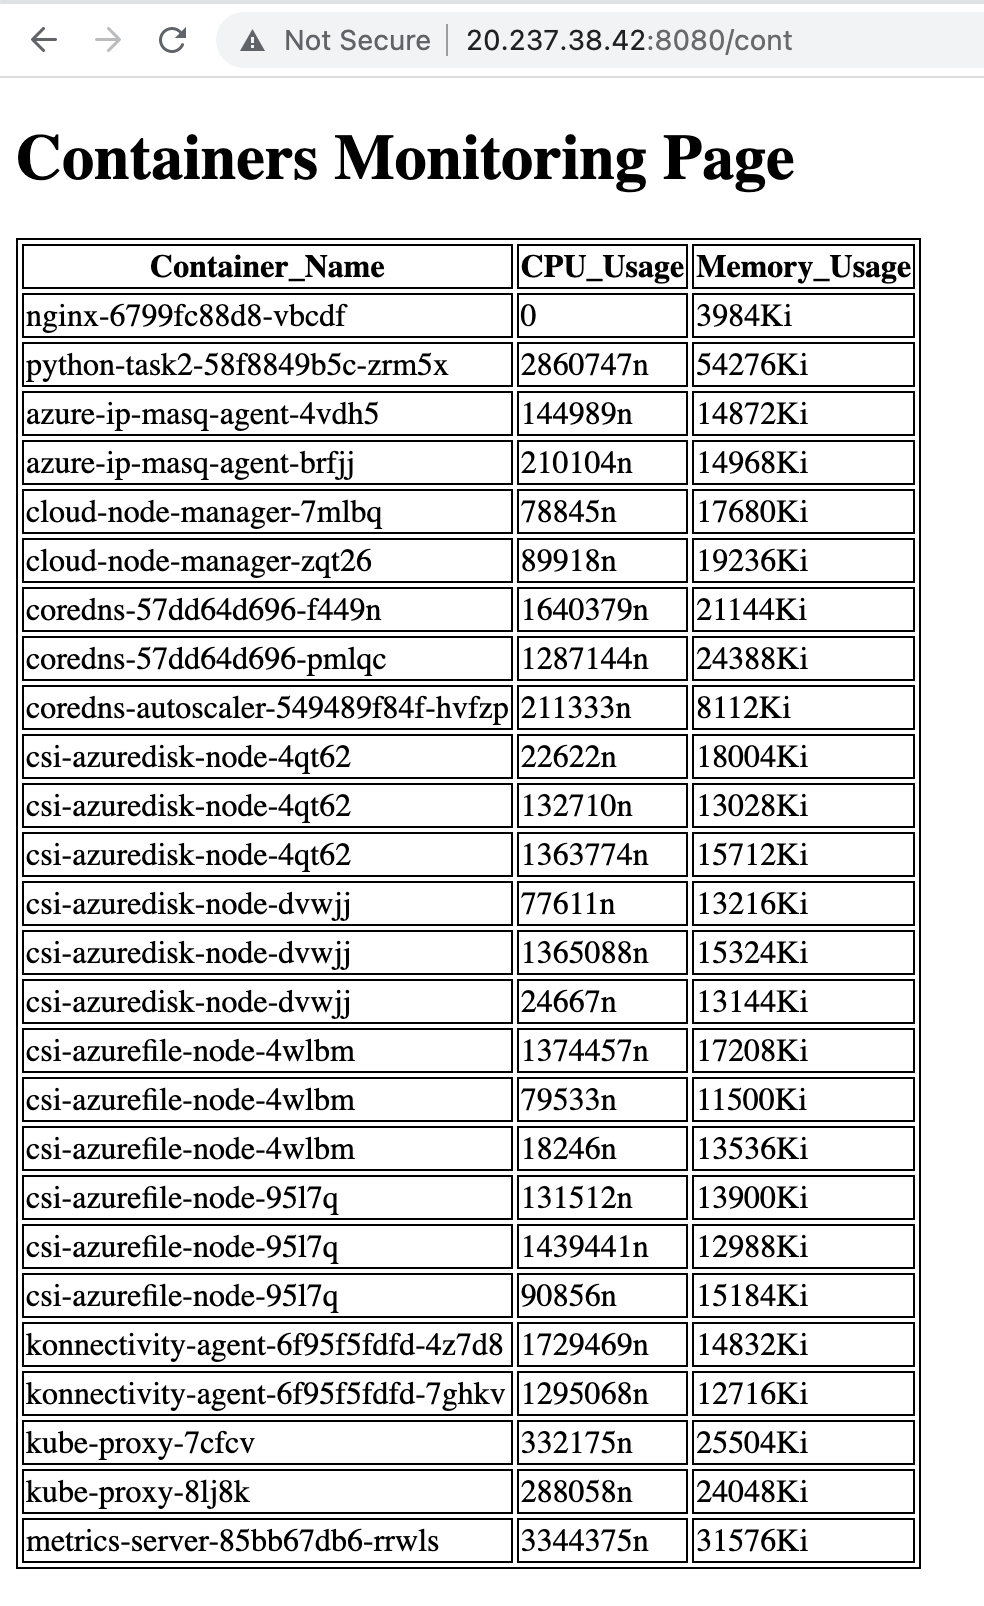 Not Secure 20.237.38.42:8080/cont
Containers Monitoring Page
Container_Name CPU_Usage Memory_Usage
nginx-6799fc88d8-vbcdf 0 3984Ki
python-task2-58f8849b5c-zrm5x 2860747n 54276Ki
azure-ip-masq-agent-4vdh5 144989n 14872Ki
azure-ip-masq-agent-brfjj 210104n 14968Ki
cloud-node-manager-7mlbq 78845n 17680Ki
cloud-node-manager-zqt26 89918n 19236Ki
coredns-57dd64d696-f449n 1640379n 21144Ki
coredns-57dd64d696-pmlqc 1287144n 24388Ki
coredns-autoscaler-549489f84f-hvfzp 211333n 8112Ki
csi-azuredisk-node-4qt62 22622n 18004Ki
csi-azuredisk-node-4qt62 132710n 13028Ki
csi-azuredisk-node-4qt62 1363774n 15712Ki
csi-azuredisk-node-dvwjj 77611n 13216Ki
csi-azuredisk-node-dvwjj 1365088n 15324Ki
csi-azuredisk-node-dvwjj 24667n 13144Ki
csi-azurefile-node-4wlbm 1374457n 17208Ki
csi-azurefile-node-4wlbm 79533n 11500Ki
csi-azurefile-node-4wlbm 18246n 13536Ki
csi-azurefile-node-95l7q 131512n 13900Ki
csi-azurefile-node-95l7q 1439441n 12988Ki
csi-azurefile-node-95l7q 90856n 15184Ki
konnectivity-agent-6f95f5fdfd-4z7d8 1729469n 14832Ki
konnectivity-agent-6f95f5fdfd-7ghkv 1295068n 12716Ki
kube-proxy-7cfcv 332175n 25504Ki
kube-proxy-8lj8k 288058n 24048Ki
metrics-server-85bb67db6-rrwls 3344375n 31576Ki